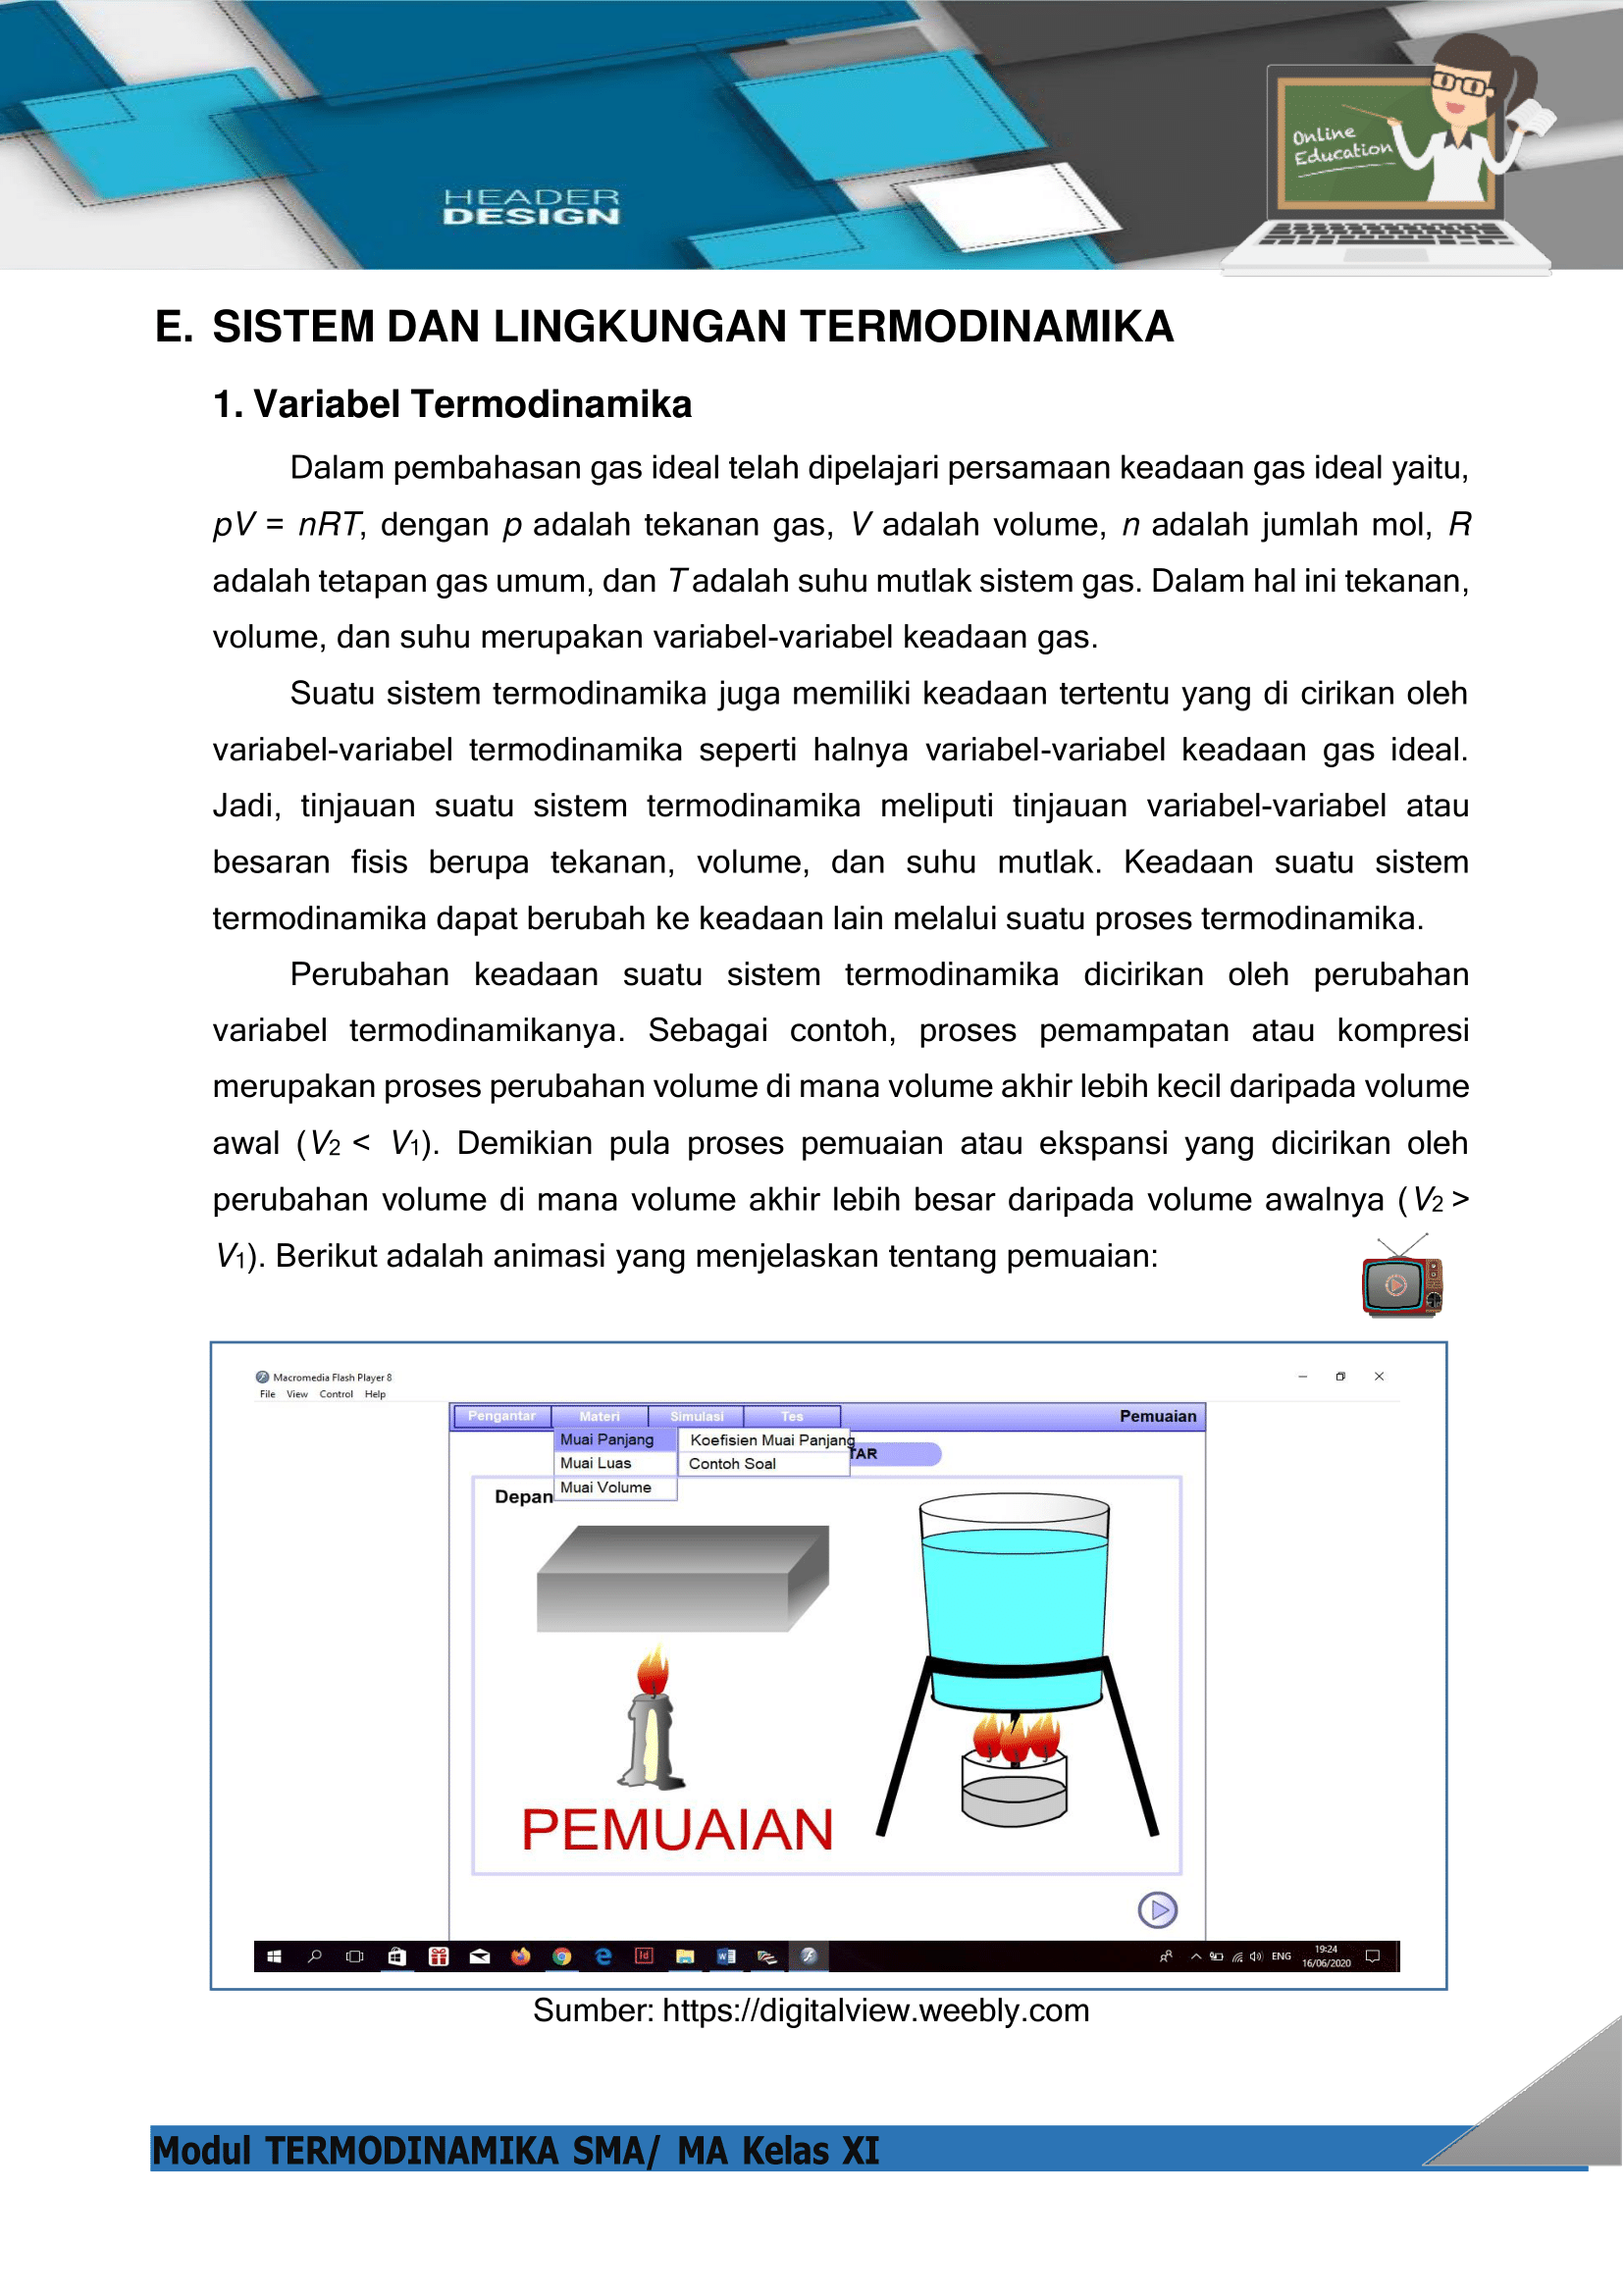 HEADER
DESIGN
Online
Education
E. SISTEM DAN LINGKUNGAN TERMODINAMIKA
1. Variabel Termodinamika
Dalam pembahasan gas ideal telah dipelajari persamaan keadaan gas ideal yaitu,
pV = nRT, dengan p adalah tekanan gas, V adalah volume, n adalah jumlah mol, R
adalah tetapan gas umum, dan T adalah suhu mutlak sistem gas. Dalam hal ini tekanan,
volume, dan suhu merupakan variabel-variabel keadaan gas.
Suatu sistem termodinamika juga memiliki keadaan tertentu yang di cirikan oleh
variabel-variabel termodinamika seperti halnya variabel-variabel keadaan gas ideal.
Jadi, tinjauan suatu sistem termodinamika meliputi tinjauan variabel-variabel atau
besaran fisis berupa tekanan, volume, dan suhu mutlak. Keadaan suatu sistem
termodinamika dapat berubah ke keadaan lain melalui suatu proses termodinamika.
Perubahan keadaan suatu sistem termodinamika dicirikan oleh perubahan
variabel termodinamikanya. Sebagai contoh, proses pemampatan atau kompresi
merupakan proses perubahan volume di mana volume akhir lebih kecil daripada volume
awal (V2 < V1). Demikian pula proses pemuaian atau ekspansi yang dicirikan oleh
perubahan volume di mana volume akhir lebih besar daripada volume awalnya (V2 >
V1). Berikut adalah animasi yang menjelaskan tentang pemuaian:
Macromedia Flash Player 8
File View Control Help
Pengantar Materi Simulasi Tes Pemuaian
Muai Panjang Koefisien Muai Panjang
TAR
Muai Luas Contoh Soal
Muai Volume
Depan
PEMUAIAN
ENG 19:24
16/06/2020
Sumber: https://digitalview.weebly.com
Modul TERMODINAMIKA SMA/ MA Kelas XI